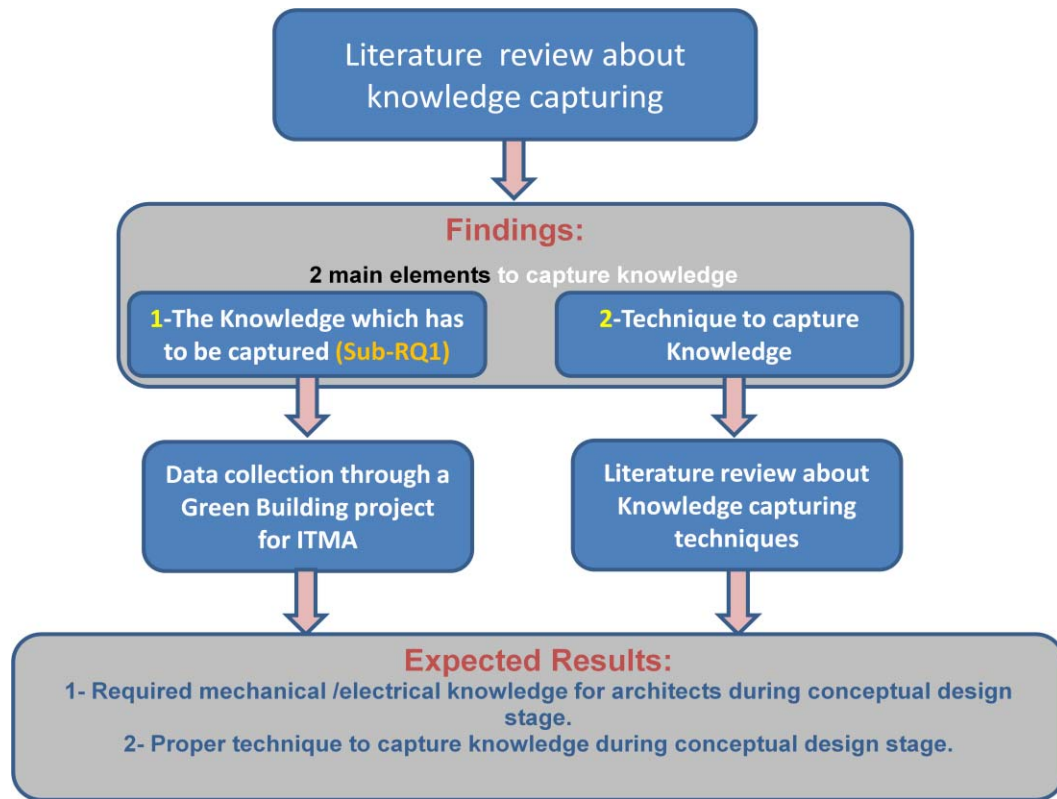 Literature review about
knowledge capturing
Findings:
2 main elements to capture knowledge
1-The Knowledge which has
to be captured (Sub-RQ1)
2-Technique to capture
Knowledge
Data collection through a
Green Building project
for ITMA
Literature review about
Knowledge capturing
techniques
Expected Results:
1- Required mechanical /electrical knowledge for architects during conceptual design
stage.
2- Proper technique to capture knowledge during conceptual design stage.